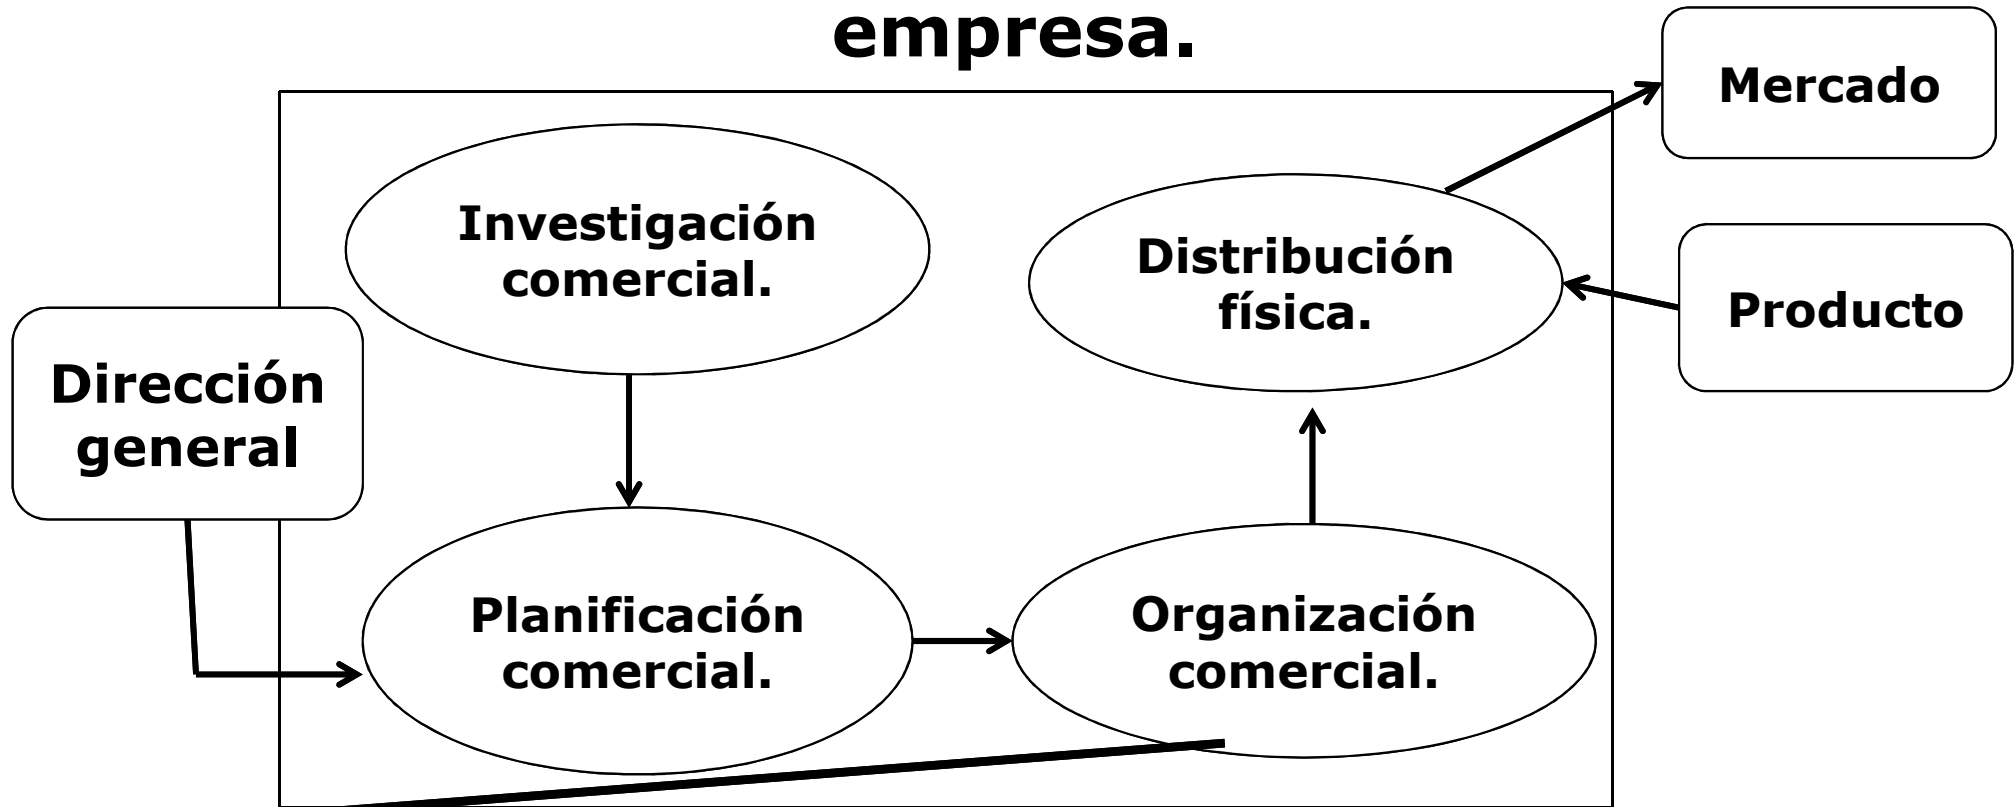 empresa.
Mercado
Investigación
comercial.
Distribución
física.
Producto
Dirección
general
Planificación
comercial.
Organización
comercial.